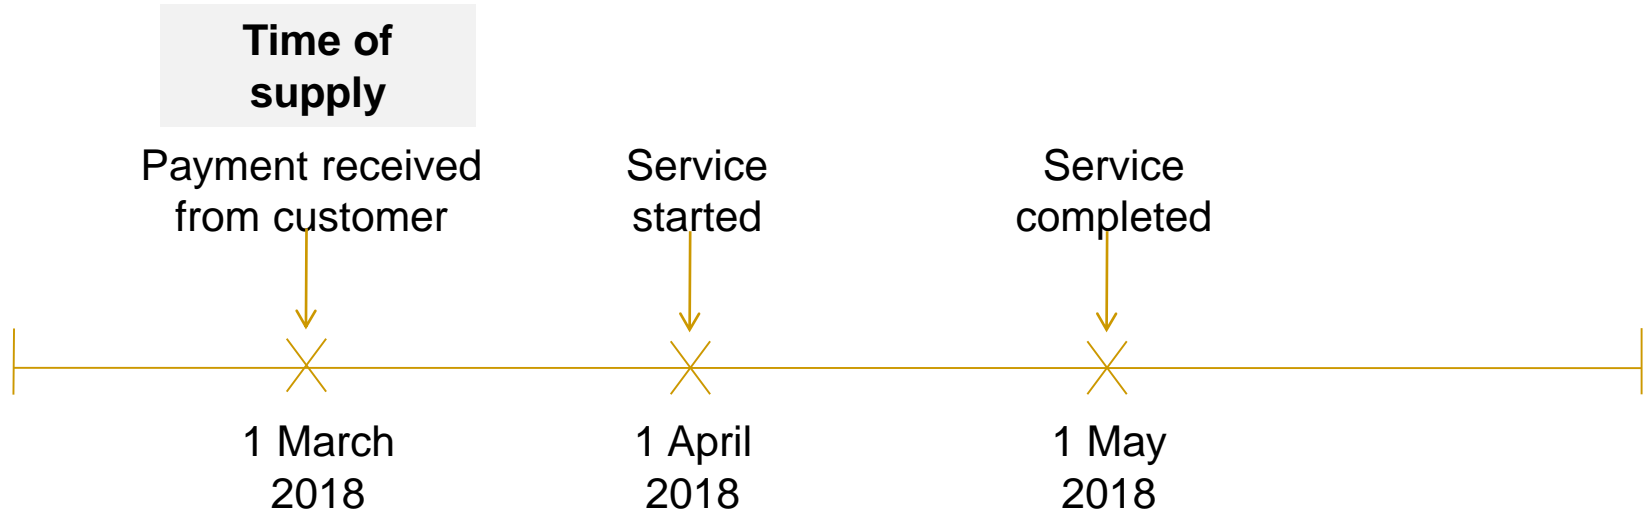 Time of
supply
Payment received
from customer
Service
started
Service
completed
1 March
2018
1 April
2018
1 May
2018